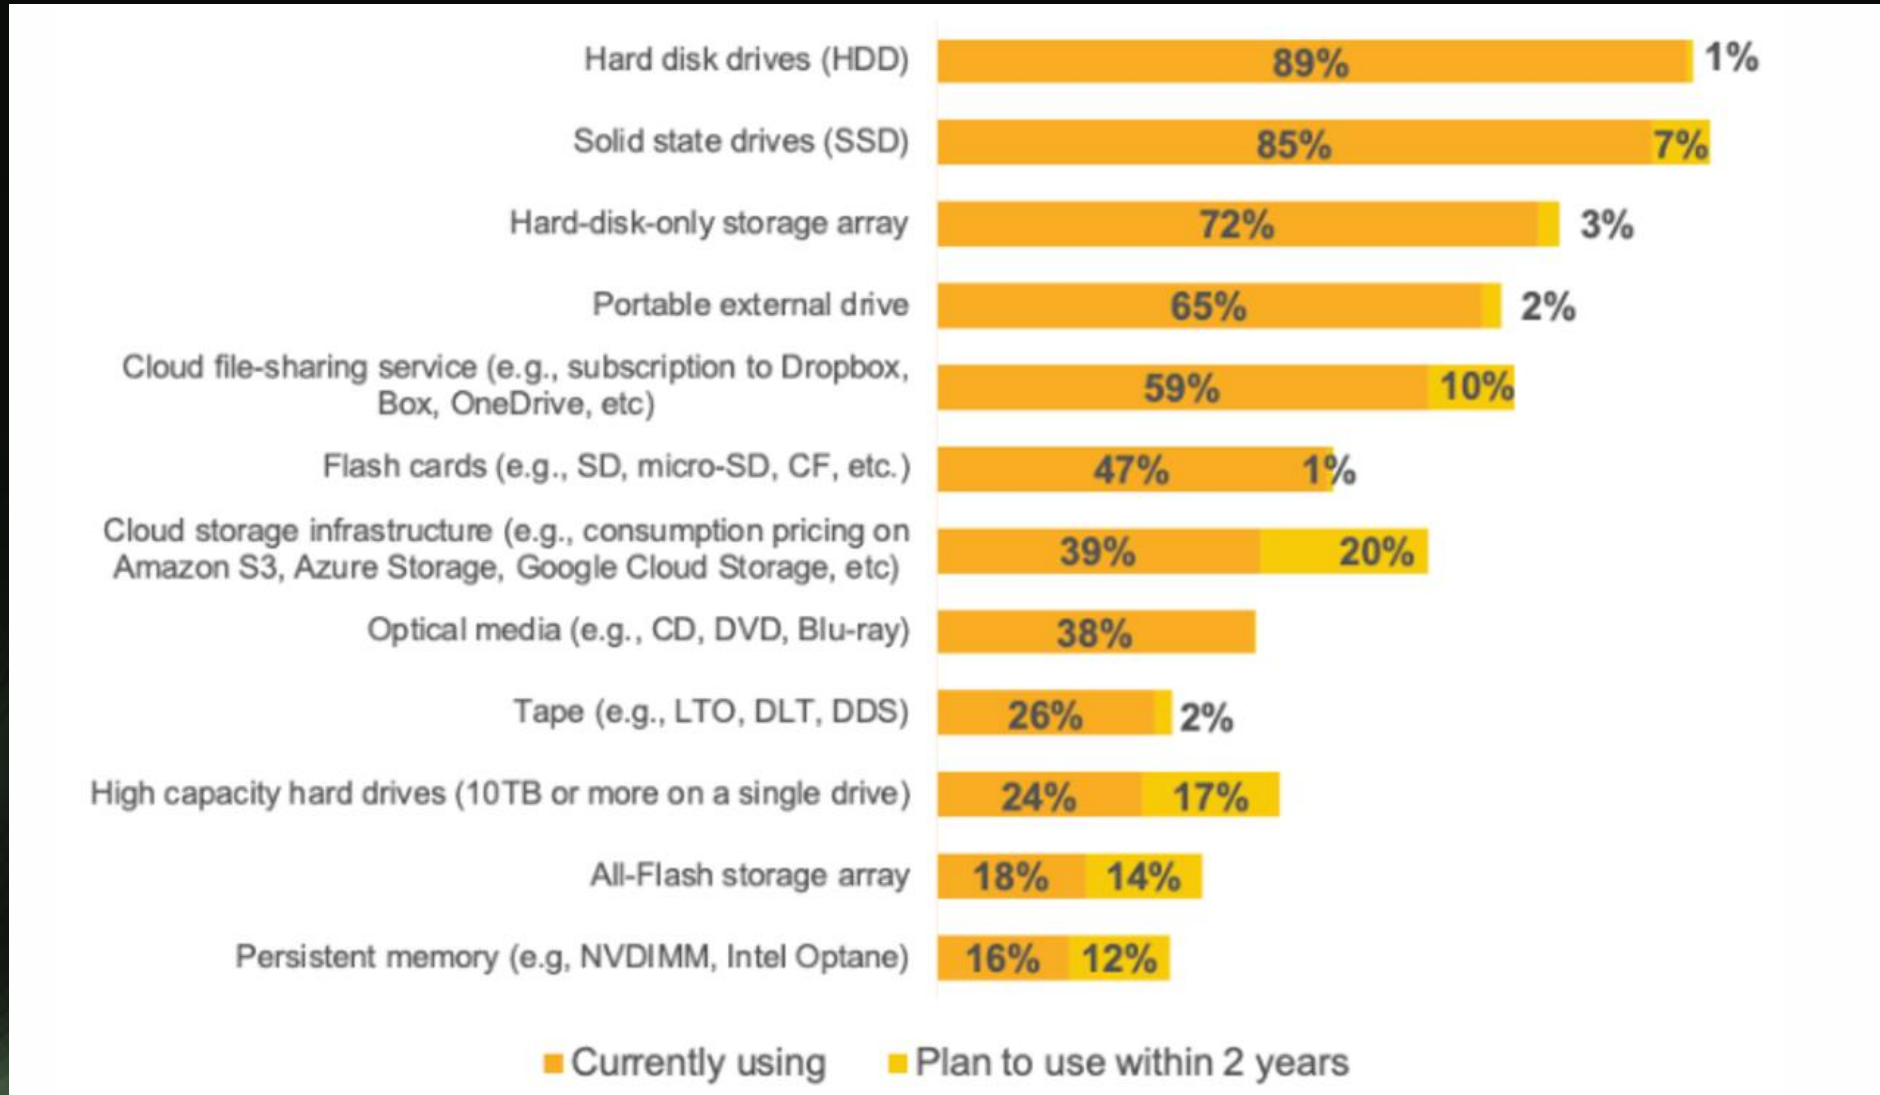 Hard disk drives (HDD) 89% 1%
Solid state drives (SSD) 85% 7%
Hard-disk-only storage array 72% 3%
Portable external drive 65% 2%
Cloud file-sharing service (e.g., subscription to Dropbox,
Box, OneDrive, etc) 59% 10%
Flash cards (e.g., SD, micro-SD, CF, etc.) 47% 1%
Cloud storage infrastructure (e.g., consumption pricing on
Amazon S3, Azure Storage, Google Cloud Storage, etc) 39% 20%
Optical media (e.g., CD, DVD, Blu-ray) 38%
Tape (e.g., LTO, DLT, DDS) 26% 2%
High capacity hard drives (10TB or more on a single drive) 24% 17%
All-Flash storage array 18% 14%
Persistent memory (e.g, NVDIMM, Intel Optane) 16% 12%
Currently using Plan to use within 2 years